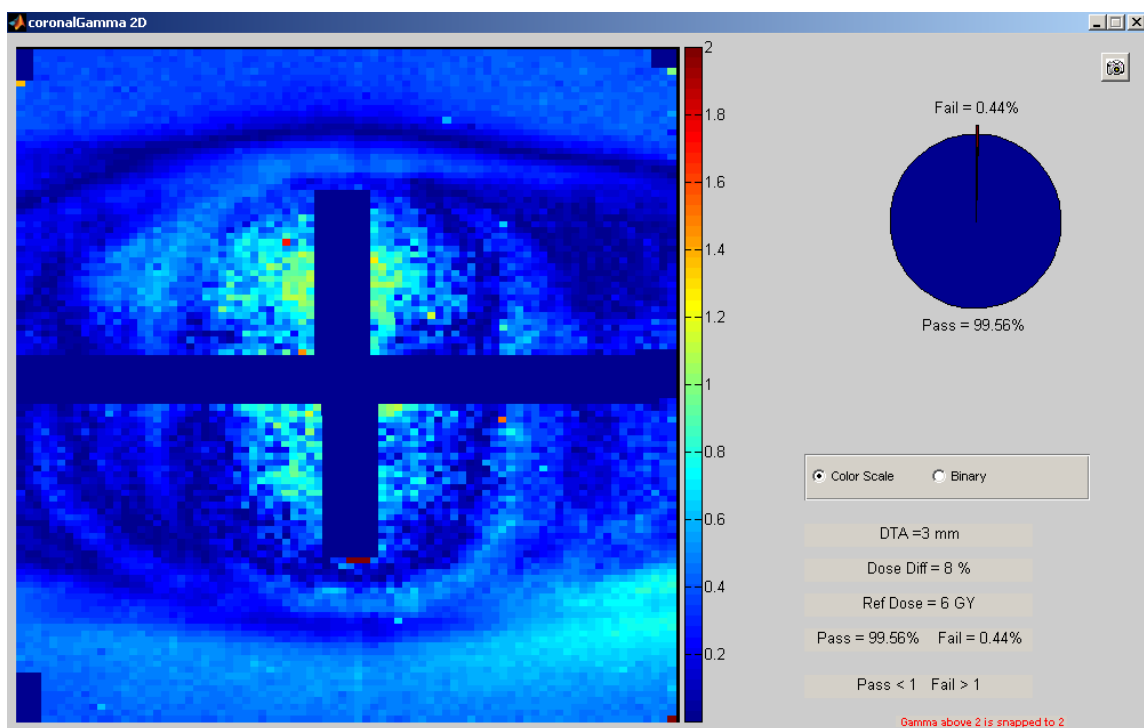 coronalGamma 2D
2
1.8
1.6
1.4
1.2
1
0.8
0.6
0.4
0.2
Fail = 0.44%
Pass = 99.56%
Color Scale Binary
DTA =3 mm
Dose Diff = 8 %
Ref Dose = 6 GY
Pass = 99.56% Fail = 0.44%
Pass < 1 Fail > 1
Gamma above 2 is snapped to 2